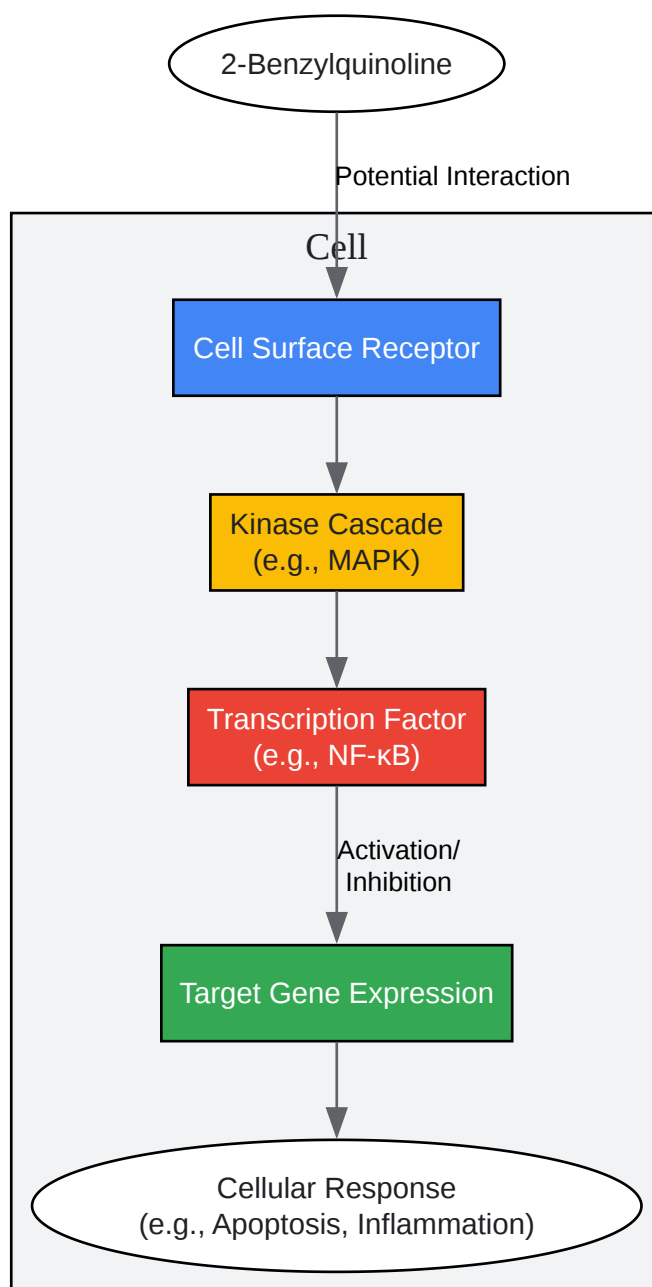 2-Benzylquinoline
Potential Interaction
Cell
Cell Surface Receptor
Kinase Cascade
(e.g., MAPK)
Transcription Factor
(e.g., NF-κB)
Activation/
Inhibition
Target Gene Expression
Cellular Response
(e.g., Apoptosis, Inflammation)